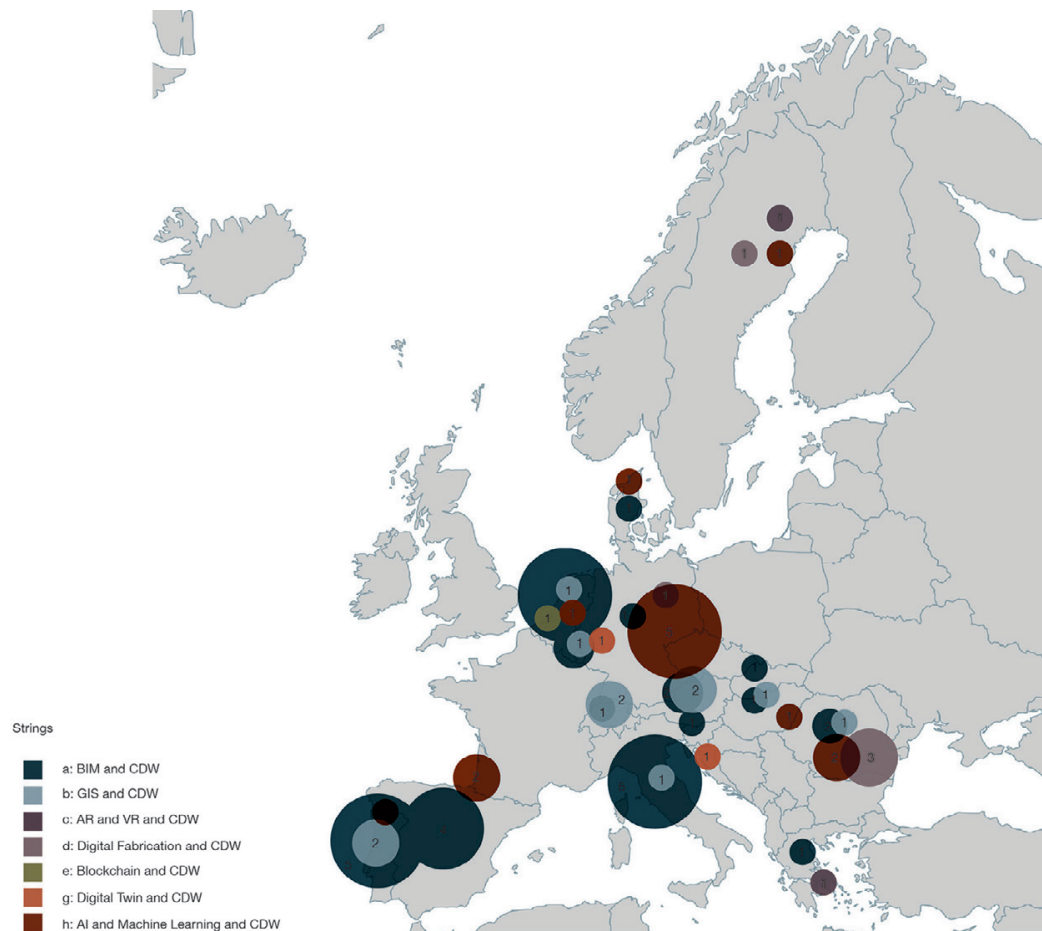 1
1
1
1
1
1
1
2
1
2
1
1
1
3
1
2
Strings
a: BIM and CDW
b: GIS and CDW
c: AR and VR and CDW
d: Digital Fabrication and CDW
e: Blockchain and CDW
g: Digital Twin and CDW
h: AI and Machine Learning and CDW